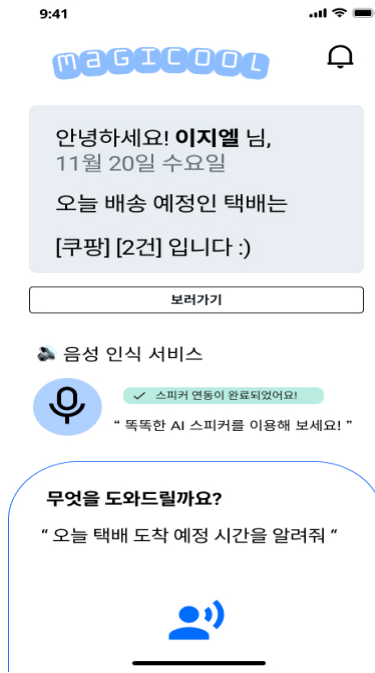 9:41
MAGICOOL
안녕하세요! 이지엘 님,
11월 20일 수요일
오늘 배송 예정인 택배는
[쿠팡] [2건] 입니다 :)
보러가기
음성 인식 서비스
스피커 연동이 완료되었어요!
“ 똑똑한 AI 스피커를 이용해 보세요! ”
무엇을 도와드릴까요?
“ 오늘 택배 도착 예정 시간을 알려줘 “